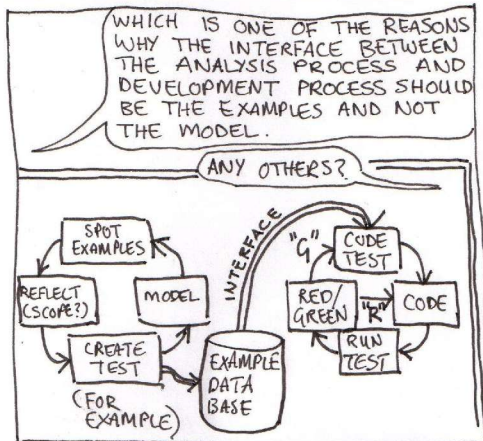 WHICH IS ONE OF THE REASONS
WHY THE INTERFACE BETWEEN
THE ANALYSIS PROCESS AND
DEVELOPMENT PROCESS SHOULD
BE THE EXAMPLES AND NOT
THE MODEL.
ANY OTHERS?
SPOT
EXAMPLES
REFLECT
(SCOPE?)
MODEL
CREATE
TEST
(FOR
EXAMPLE)
EXAMPLE
DATA
BASE
INTERFACE
"G"
CODE
TEST
RED/
GREEN
"R"
CODE
RUN
TEST